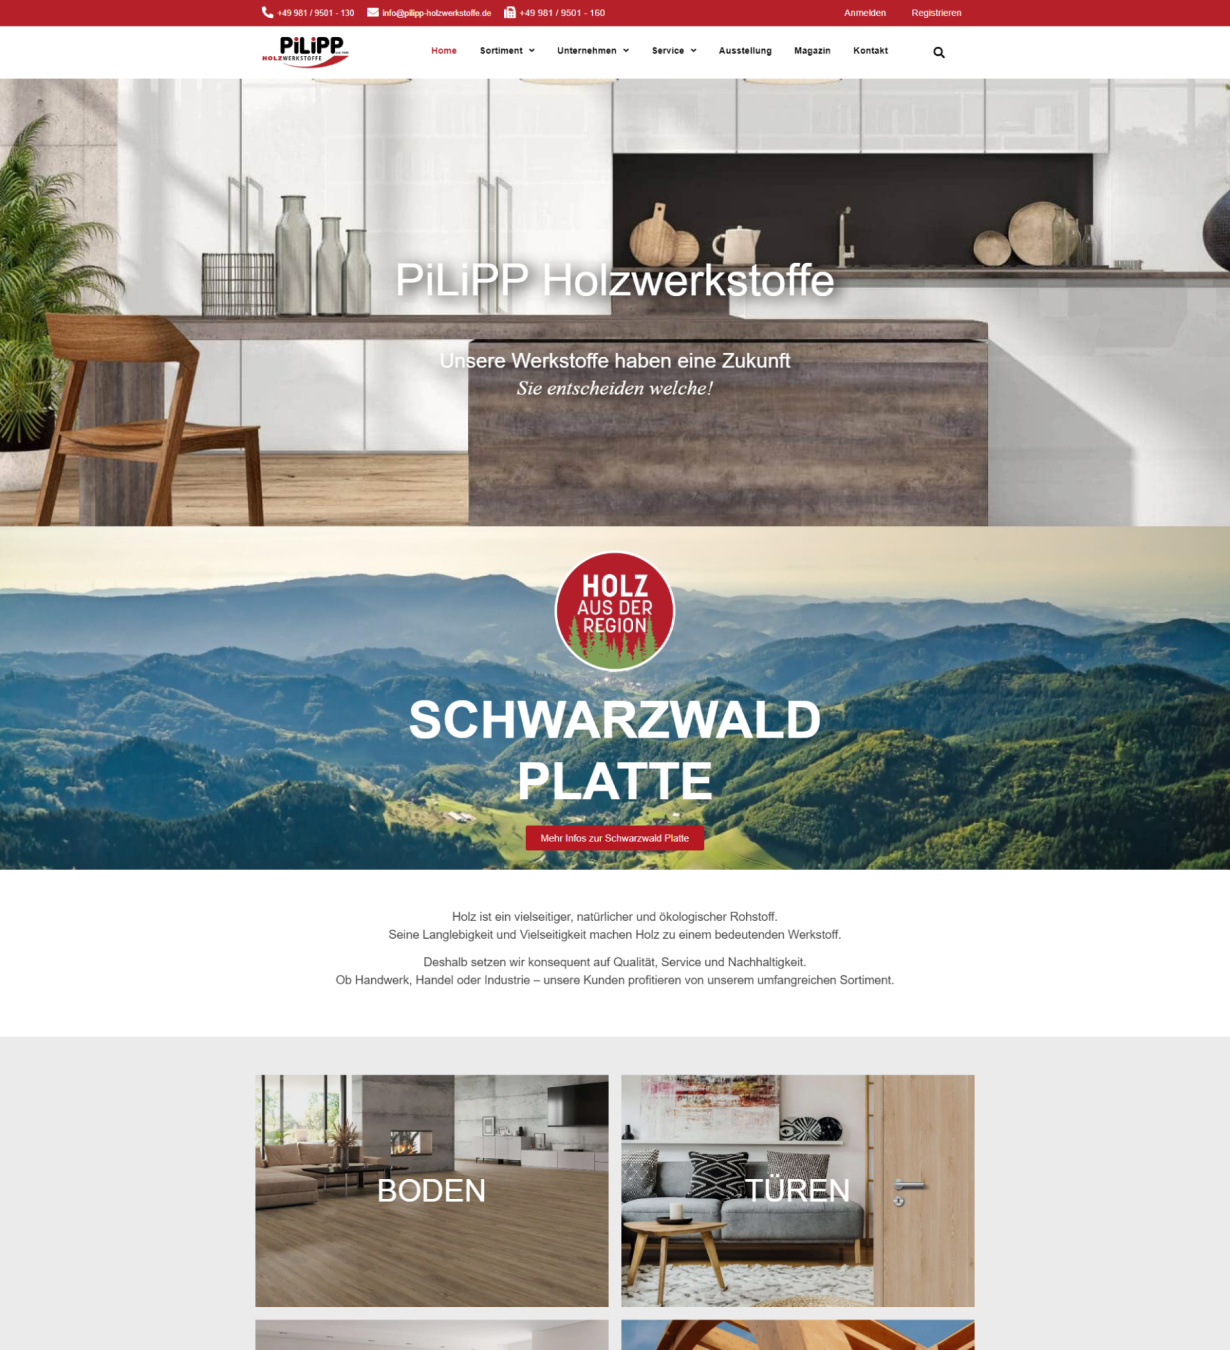 +49 981 / 9501 - 130 info@pilipp-holzwerkstoffe.de +49 981 / 9501 - 160 Anmelden Registrieren
PiLiPP
HOLZWERKSTOFFE
Home Sortiment Unternehmen Service Ausstellung Magazin Kontakt
PiLiPP Holzwerkstoffe
Unsere Werkstoffe haben eine Zukunft
Sie entscheiden welche!
HOLZ
AUS DER
REGION
SCHWARZWALD
PLATTE
Mehr Infos zur Schwarzwald Platte
Holz ist ein vielseitiger, natürlicher und ökologischer Rohstoff.
Seine Langlebigkeit und Vielseitigkeit machen Holz zu einem bedeutenden Werkstoff.
Deshalb setzen wir konsequent auf Qualität, Service und Nachhaltigkeit.
Ob Handwerk, Handel oder Industrie – unsere Kunden profitieren von unserem umfangreichen Sortiment.
BODEN
TÜREN